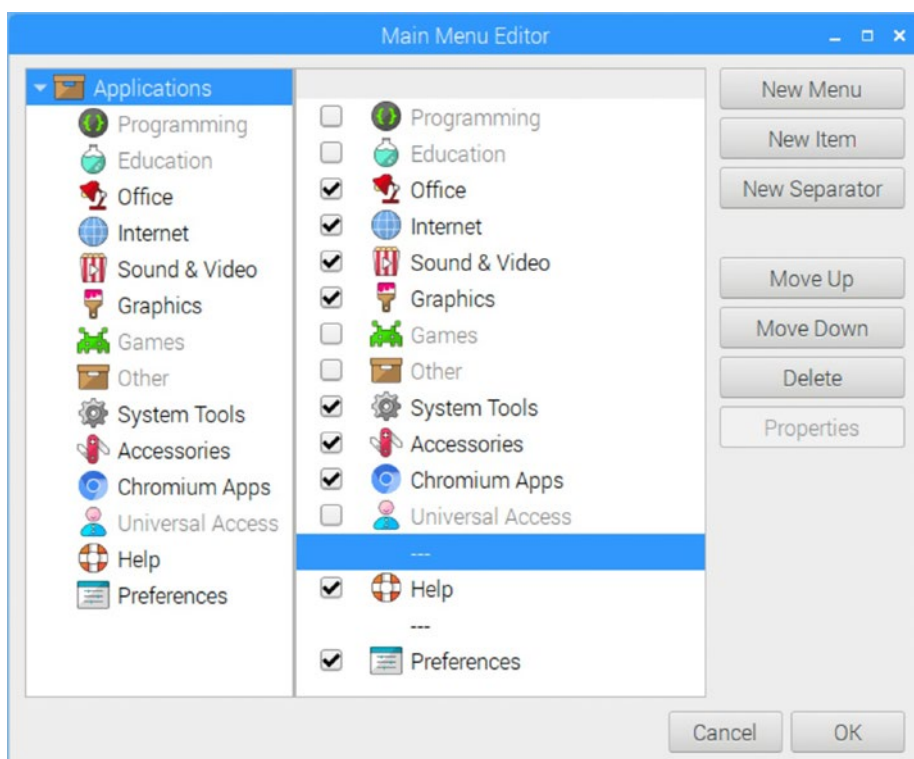 Main Menu Editor
Applications
Programming
Education
Office
Internet
Sound & Video
Graphics
Games
Other
System Tools
Accessories
Chromium Apps
Universal Access
Help
Preferences
Programming
Education
Office
Internet
Sound & Video
Graphics
Games
Other
System Tools
Accessories
Chromium Apps
Universal Access
---
Help
---
Preferences
New Menu
New Item
New Separator
Move Up
Move Down
Delete
Properties
Cancel
OK